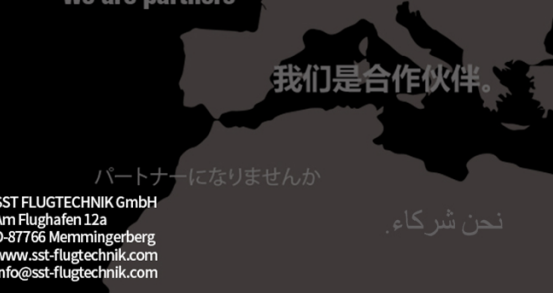 We are partners
我们是合作伙伴。
パートナーになりませんか
SST FLUGTECHNIK GmbH
Am Flughafen 12a
D-87766 Memmingerberg
www.sst-flugtechnik.com
info@sst-flugtechnik.com
نحن شركاء.